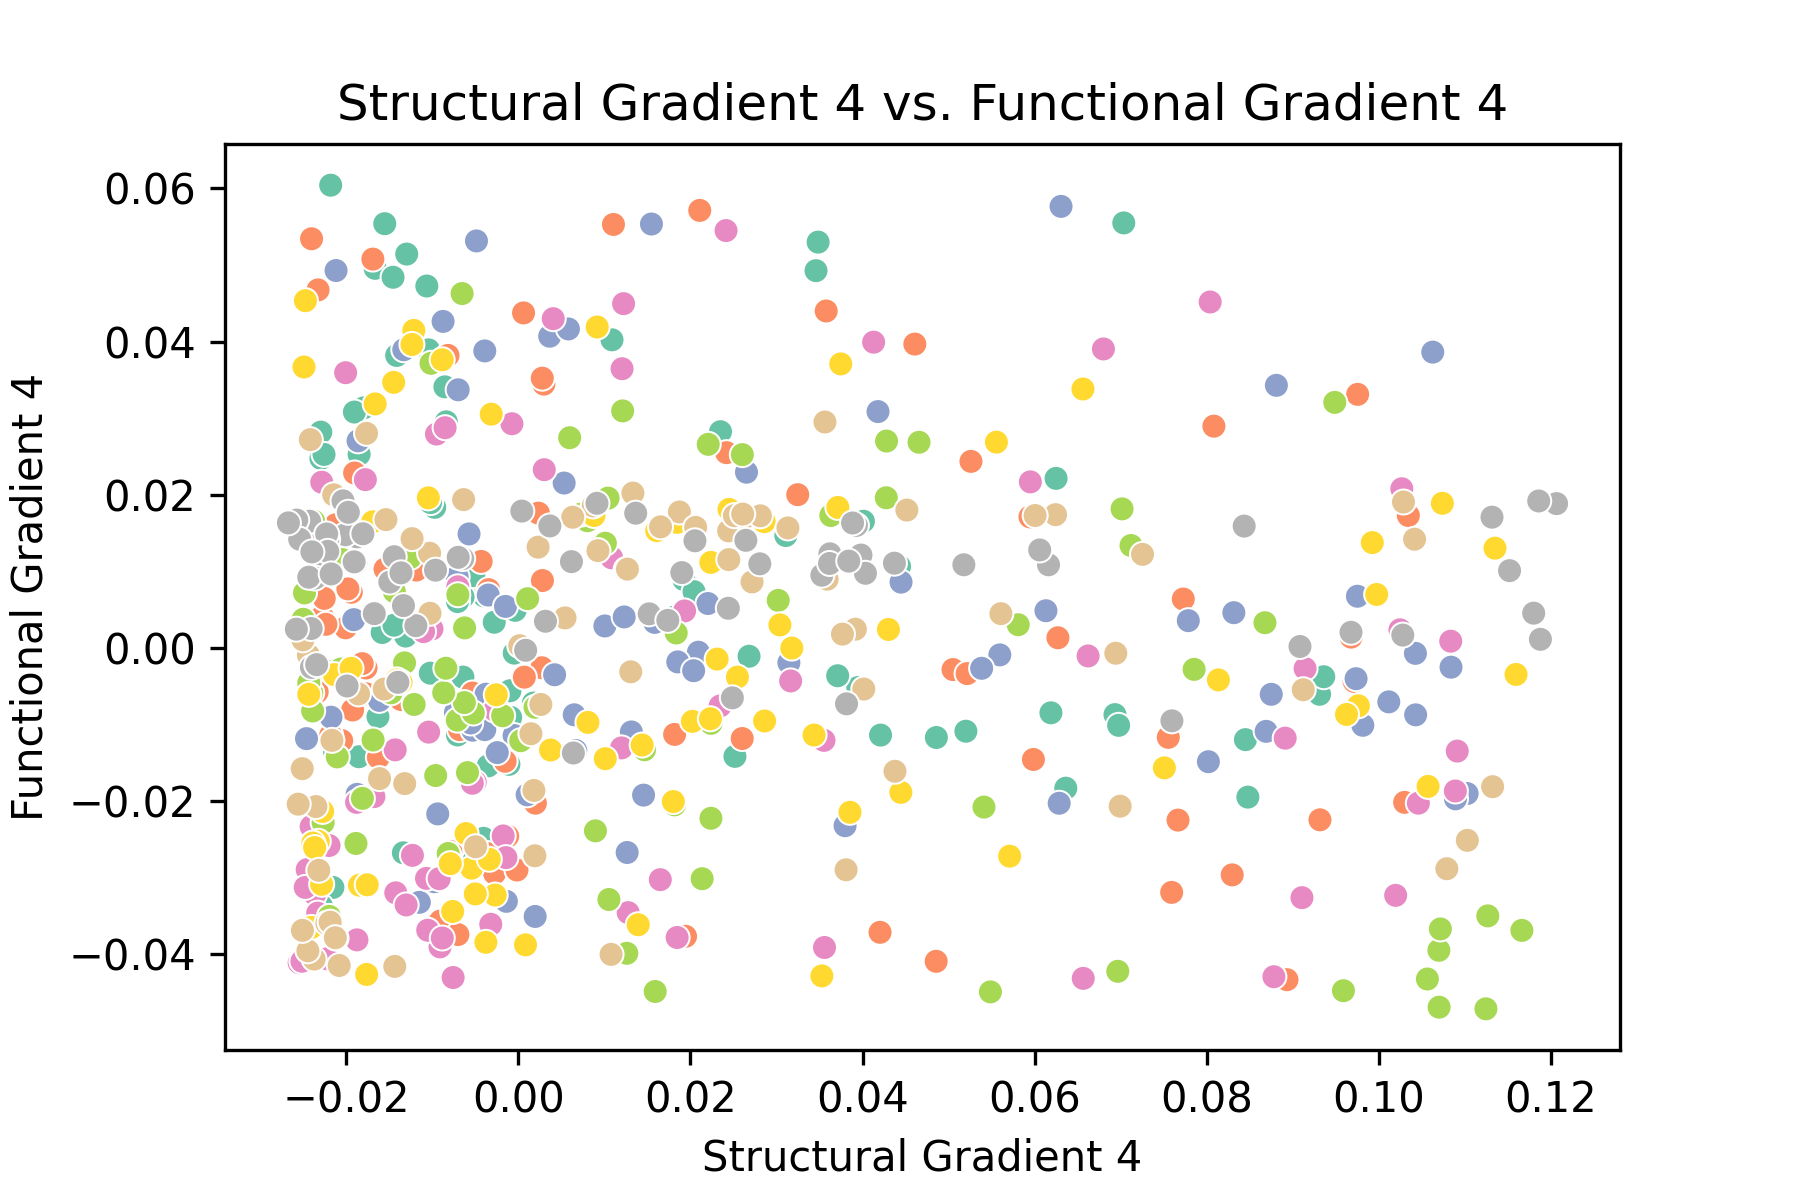 Structural Gradient 4 vs. Functional Gradient 4
0.06
0.04
0.02
0.00
−0.02
−0.04
Functional Gradient 4
−0.02 0.00 0.02 0.04 0.06 0.08 0.10 0.12
Structural Gradient 4